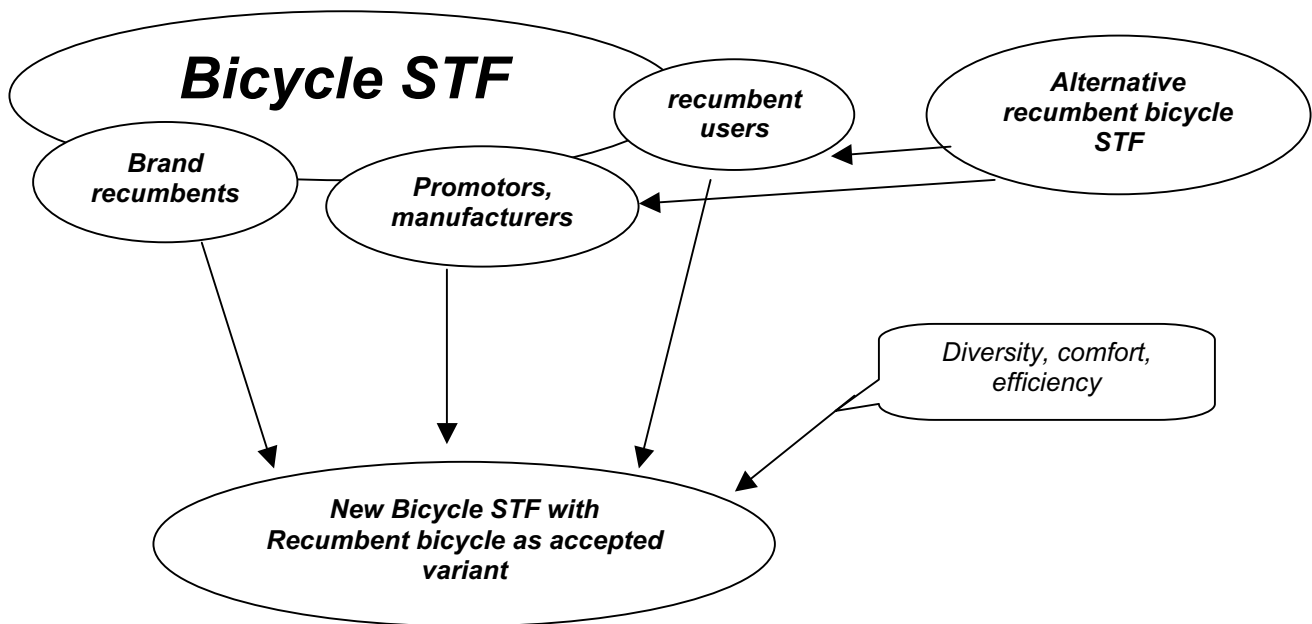 Bicycle STF
recumbent
users
Alternative
recumbent bicycle
STF
Brand
recumbents
Promotors,
manufacturers
Diversity, comfort,
efficiency
New Bicycle STF with
Recumbent bicycle as accepted
variant